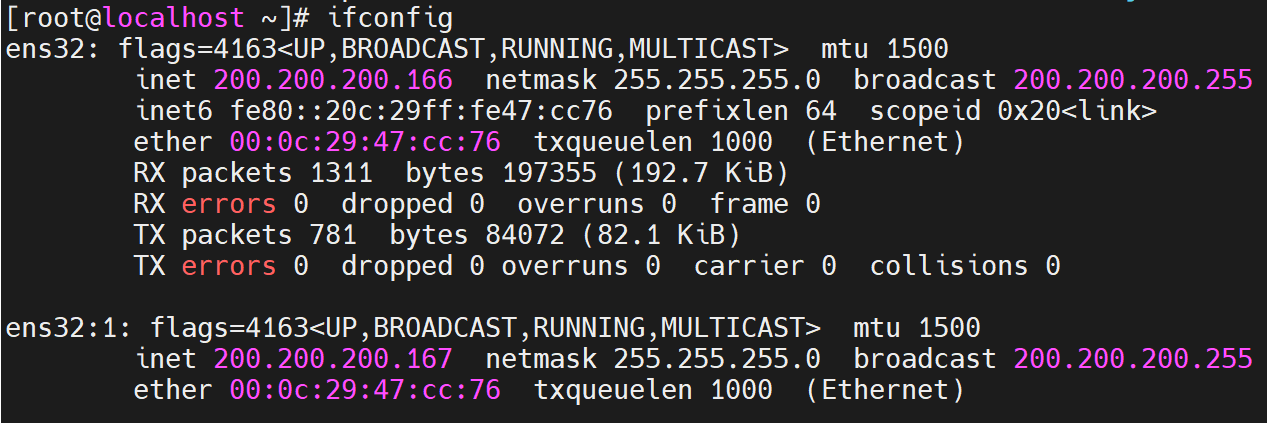 [root@localhost ~]# ifconfig
ens32: flags=4163<UP,BROADCAST,RUNNING,MULTICAST>  mtu 1500
        inet 200.200.200.166  netmask 255.255.255.0  broadcast 200.200.200.255
        inet6 fe80::20c:29ff:fe47:cc76  prefixlen 64  scopeid 0x20<link>
        ether 00:0c:29:47:cc:76  txqueuelen 1000  (Ethernet)
        RX packets 1311  bytes 197355 (192.7 KiB)
        RX errors 0  dropped 0  overruns 0  frame 0
        TX packets 781  bytes 84072 (82.1 KiB)
        TX errors 0  dropped 0 overruns 0  carrier 0  collisions 0

ens32:1: flags=4163<UP,BROADCAST,RUNNING,MULTICAST>  mtu 1500
        inet 200.200.200.167  netmask 255.255.255.0  broadcast 200.200.200.255
        ether 00:0c:29:47:cc:76  txqueuelen 1000  (Ethernet)